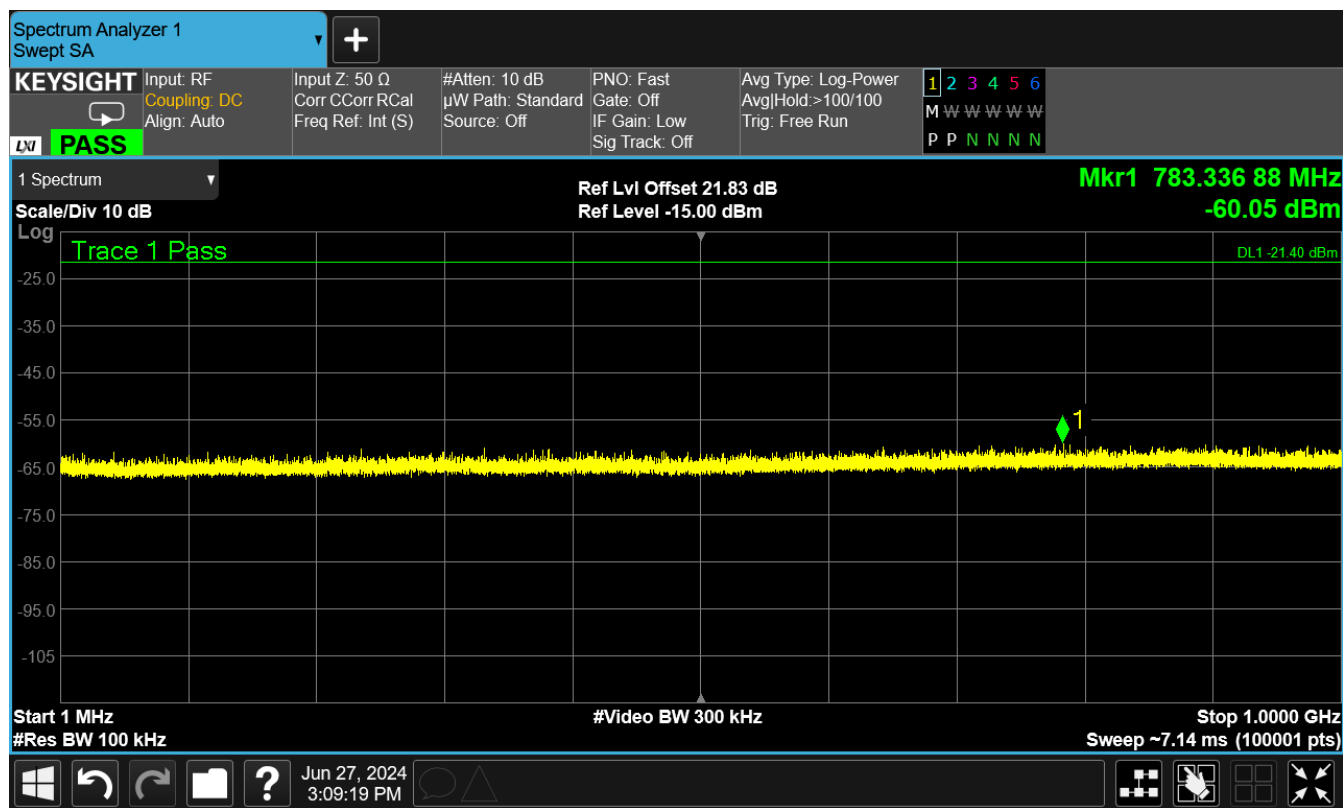 Spectrum Analyzer 1
Swept SA
KEYSIGHT
LXI PASS
Input: RF
Coupling: DC
Align: Auto
Input Z: 50 Ω
Corr CCorr RCal
Freq Ref: Int (S)
#Atten: 10 dB
µW Path: Standard
Source: Off
PNO: Fast
Gate: Off
IF Gain: Low
Sig Track: Off
Avg Type: Log-Power
Avg|Hold:>100/100
Trig: Free Run
1 2 3 4 5 6
M W W W W W
P P N N N N
1 Spectrum
Scale/Div 10 dB
Log
Ref Lvl Offset 21.83 dB
Ref Level -15.00 dBm
Mkr1 783.336 88 MHz
-60.05 dBm
Trace 1 Pass
DL1 -21.40 dBm
-25.0
-35.0
-45.0
-55.0
1
-65.0
-75.0
-85.0
-95.0
-105
Start 1 MHz
#Video BW 300 kHz
Stop 1.0000 GHz
#Res BW 100 kHz
Sweep ~7.14 ms (100001 pts)
?
Jun 27, 2024
3:09:19 PM